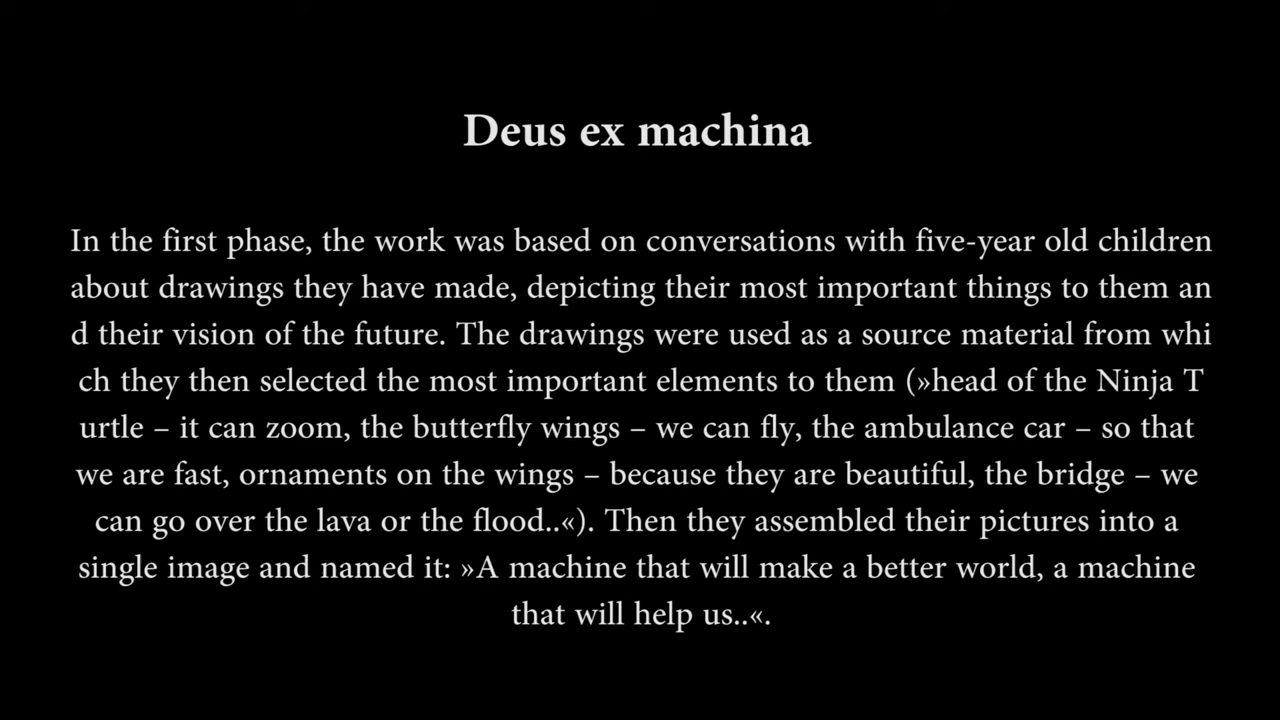 Deus ex machina
In the first phase, the work was based on conversations with five-year old children
about drawings they have made, depicting their most important things to them an
d their vision of the future. The drawings were used as a source material from whi
ch they then selected the most important elements to them (»head of the Ninja T
urtle – it can zoom, the butterfly wings – we can fly, the ambulance car – so that
we are fast, ornaments on the wings – because they are beautiful, the bridge – we
can go over the lava or the flood..«). Then they assembled their pictures into a
single image and named it: »A machine that will make a better world, a machine
that will help us..«.